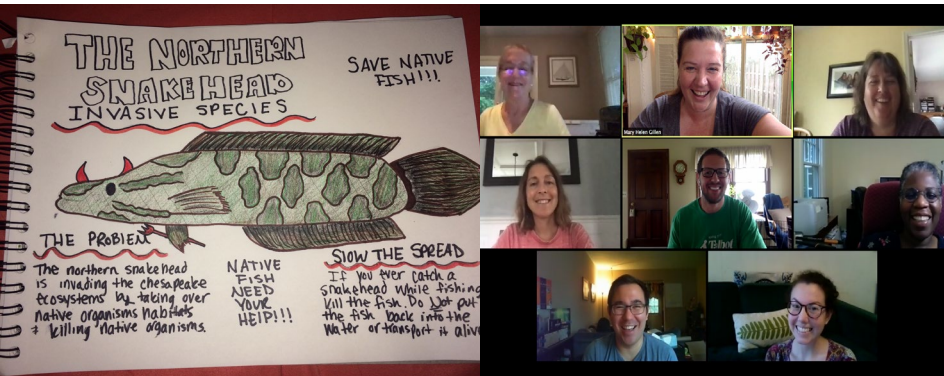 THE NORTHERN
SNAKEHEAD
INVASIVE SPECIES
SAVE NATIVE
FISH!!!
THE PROBLEM
The northern snakehead
is invading the chesapeake
ecosystems by taking over
native organisms habitats
& killing native organisms.
NATIVE
FISH
NEED
YOUR
HELP!!!
SLOW THE SPREAD
If you ever catch a
snakehead while fishing
kill the fish. Do Not put
the fish back into the
water or transport it alive
Mary Helen Gillen